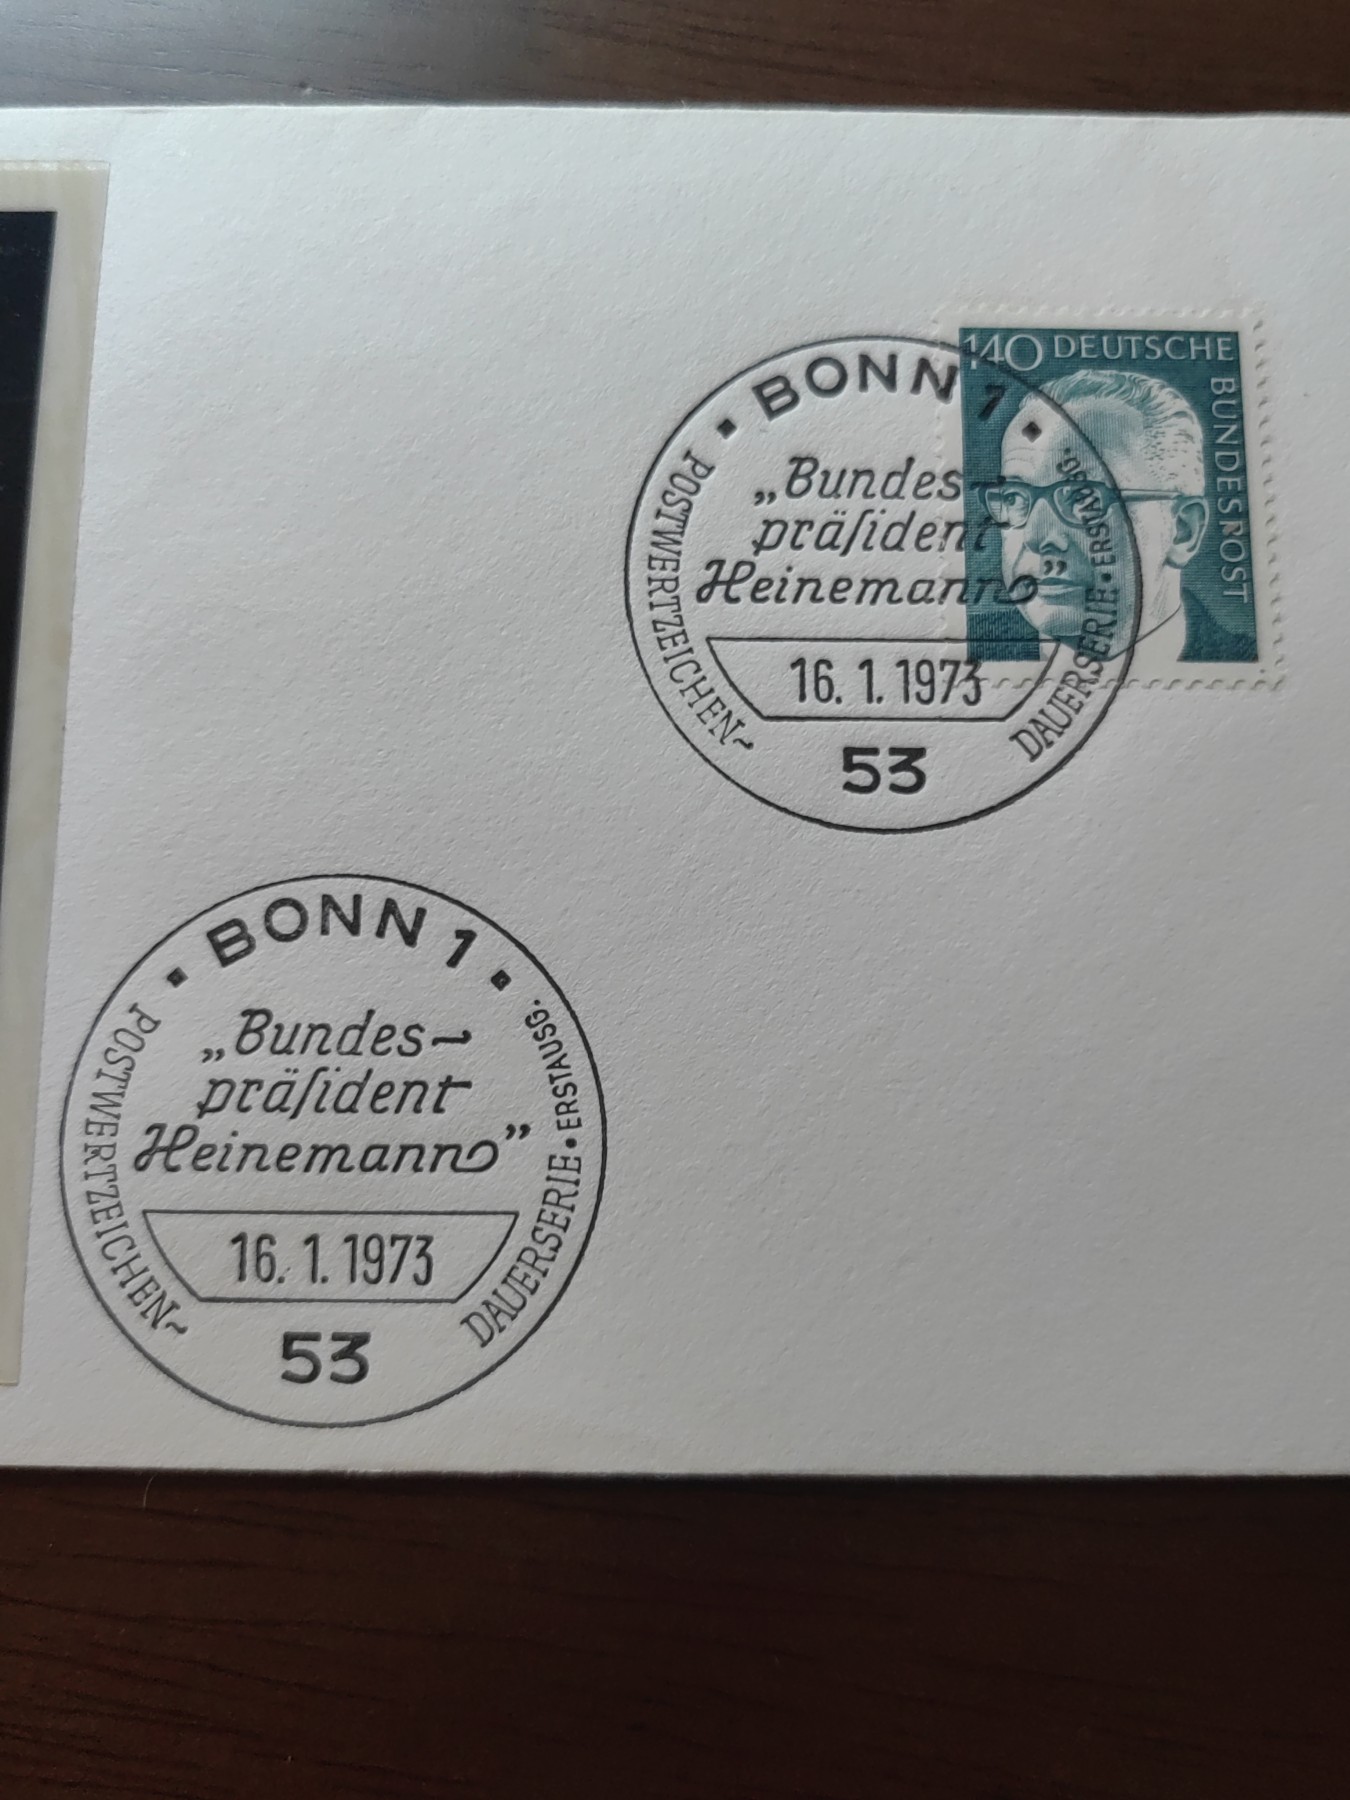 140 DEUTSCHE
BUNDESPOST
BONN 1
„Bundes-
präſident
Heinemann”
16. 1. 1973
53
POSTWERTZEICHEN-
DAUERSERIE • ERSTAUSG.
BONN 1
„Bundes-
präſident
Heinemann”
16. 1. 1973
53
POSTWERTZEICHEN-
DAUERSERIE • ERSTAUSG.